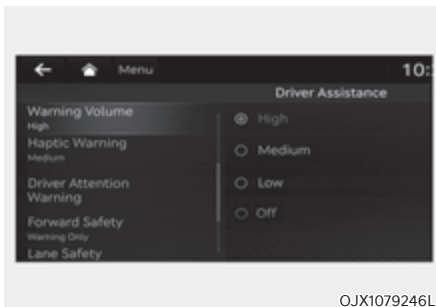 Menu
10:
Driver Assistance
Warning Volume
High
Haptic Warning
Medium
Driver Attention
Warning
Forward Safety
Warning Only
Lane Safety
High
Medium
Low
Off
OJX1079246L